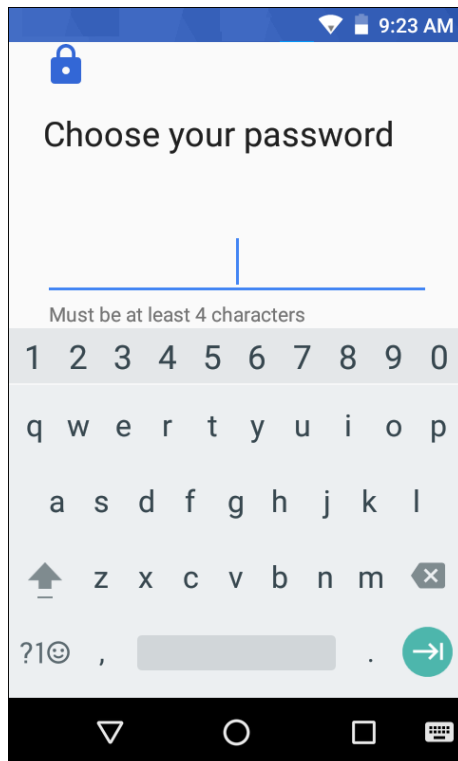 9:23 AM
Choose your password
Must be at least 4 characters
1 2 3 4 5 6 7 8 9 0
q w e r t y u i o p
a s d f g h j k l
z x c v b n m
?1☺ , .